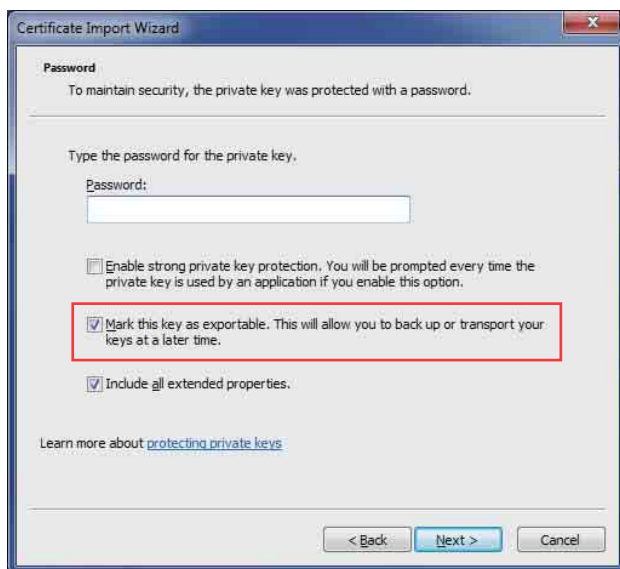 Certificate Import Wizard
Password
To maintain security, the private key was protected with a password.
Type the password for the private key.
Password:
Enable strong private key protection. You will be prompted every time the
private key is used by an application if you enable this option.
Mark this key as exportable. This will allow you to back up or transport your
keys at a later time.
Include all extended properties.
Learn more about protecting private keys
< Back Next > Cancel